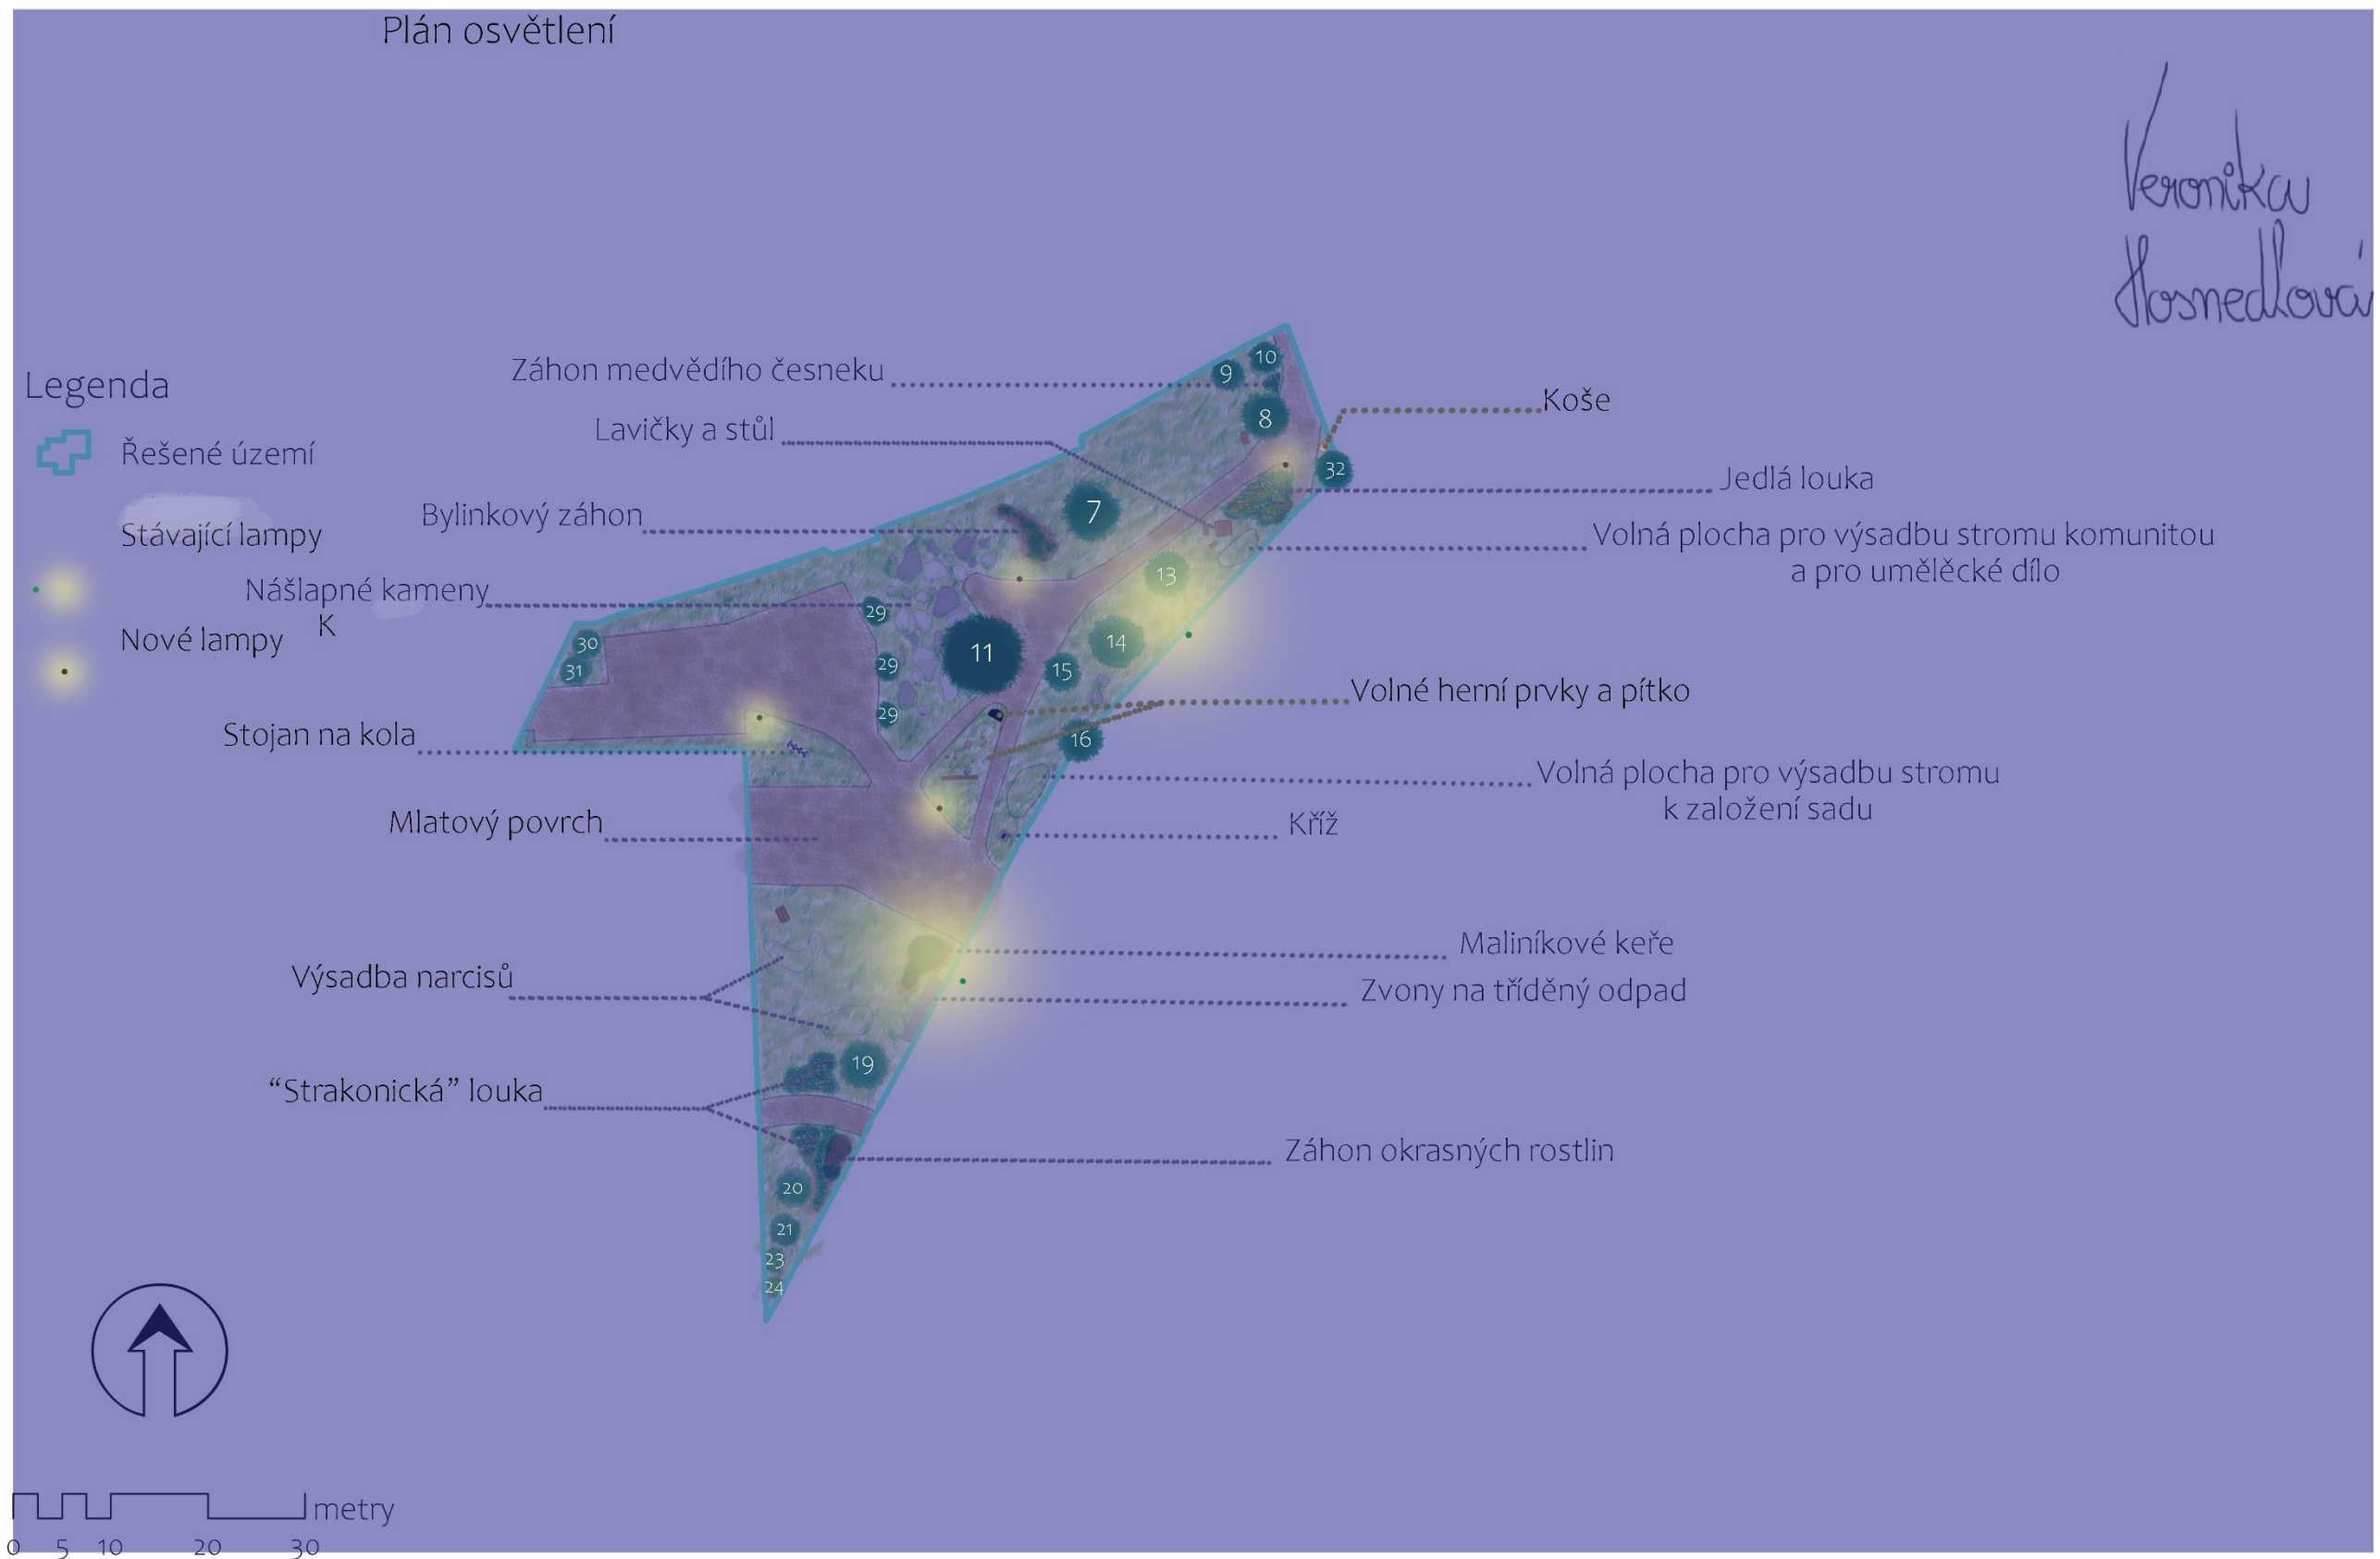 Plán osvětlení
Veronika
Hosnedlová
Legenda
Řešené území
Stávající lampy
Nové lampy
K
Záhon medvědího česneku
Lavičky a stůl
Bylinkový záhon
Nášlapné kameny
Stojan na kola
Mlatový povrch
Výsadba narcisů
“Strakonická” louka
Koše
Jedlá louka
Volná plocha pro výsadbu stromu komunitou
a pro umělěcké dílo
Volné herní prvky a pítko
Volná plocha pro výsadbu stromu
k založení sadu
Kříž
Maliníkové keře
Zvony na tříděný odpad
Záhon okrasných rostlin
10
9
8
32
7
13
29
11
14
30
31
29
15
29
16
19
20
21
23
24
metry
0 5 10 20 30